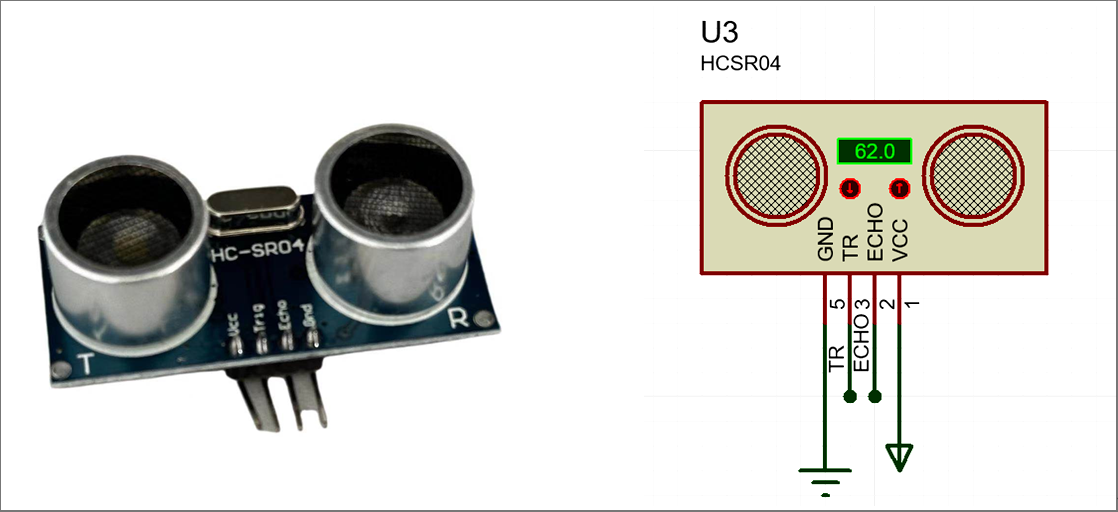 HC-SR04
Vcc
Trig
Echo
Gnd
T
R
U3
HCSR04
62.0
GND
TR
ECHO
VCC
5
3
2
1
TR
ECHO